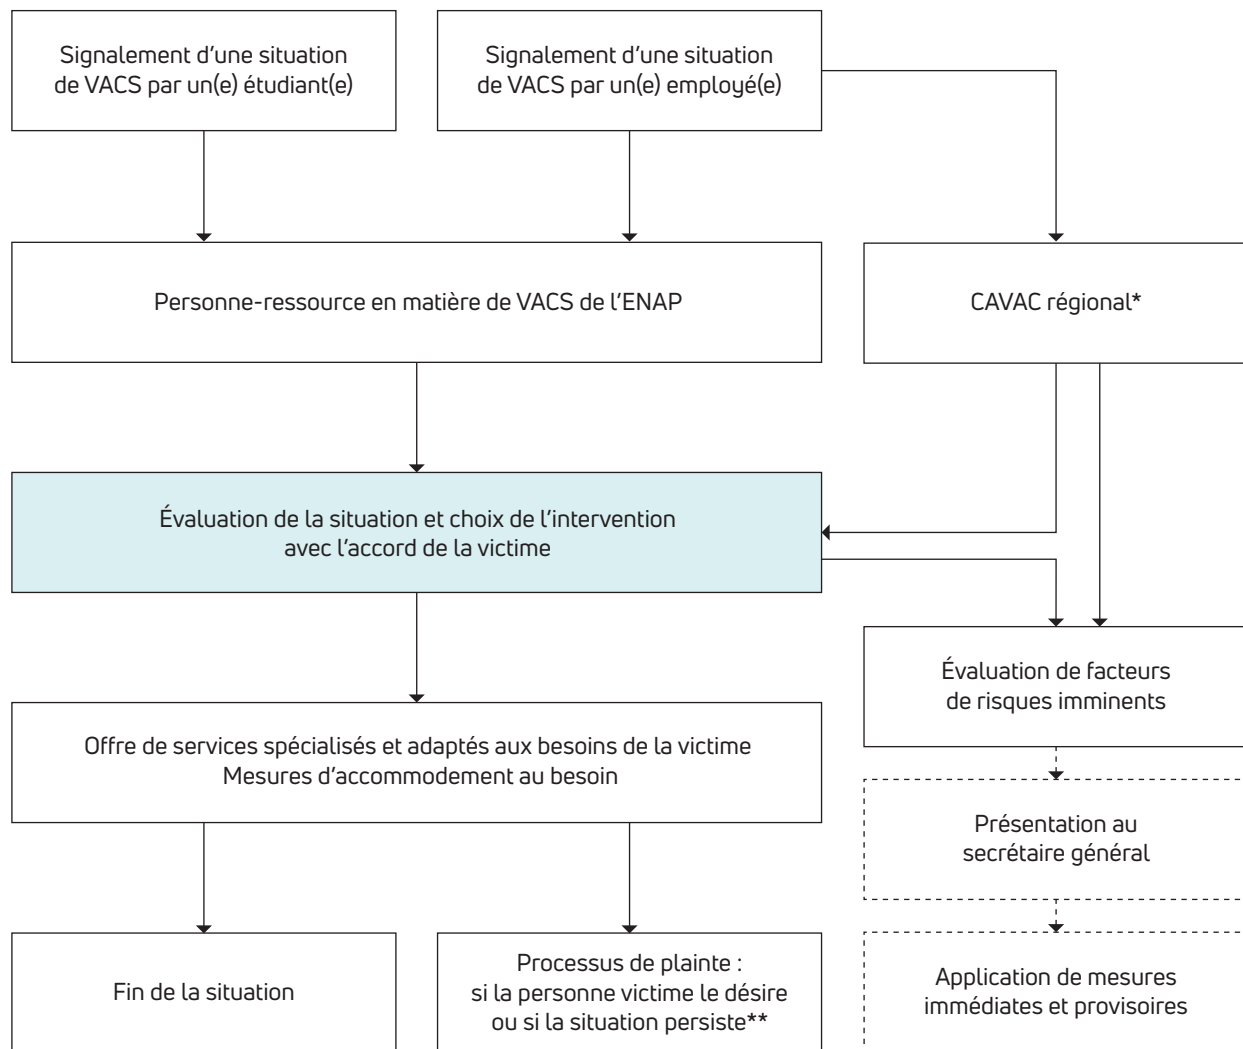 Signalement d’une situation
de VACS par un(e) étudiant(e)
Signalement d’une situation
de VACS par un(e) employé(e)
Personne-ressource en matière de VACS de l’ENAP
CAVAC régional*
Évaluation de la situation et choix de l’intervention
avec l’accord de la victime
Évaluation de facteurs
de risques imminents
Offre de services spécialisés et adaptés aux besoins de la victime
Mesures d’accommodement au besoin
Présentation au
secrétaire général
Fin de la situation
Processus de plainte :
si la personne victime le désire
ou si la situation persiste**
Application de mesures
immédiates et provisoires